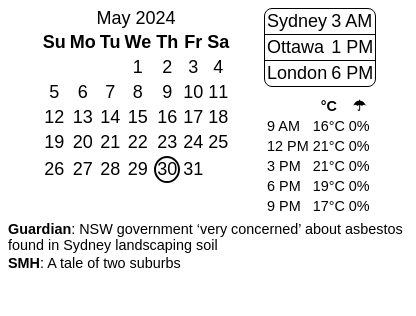 May 2024
Su Mo Tu We Th Fr Sa
1 2 3 4
5 6 7 8 9 10 11
12 13 14 15 16 17 18
19 20 21 22 23 24 25
26 27 28 29 30 31
Sydney 3 AM
Ottawa 1 PM
London 6 PM
°C ☂
9 AM 16°C 0%
12 PM 21°C 0%
3 PM 21°C 0%
6 PM 19°C 0%
9 PM 17°C 0%
Guardian: NSW government ‘very concerned’ about asbestos
found in Sydney landscaping soil
SMH: A tale of two suburbs